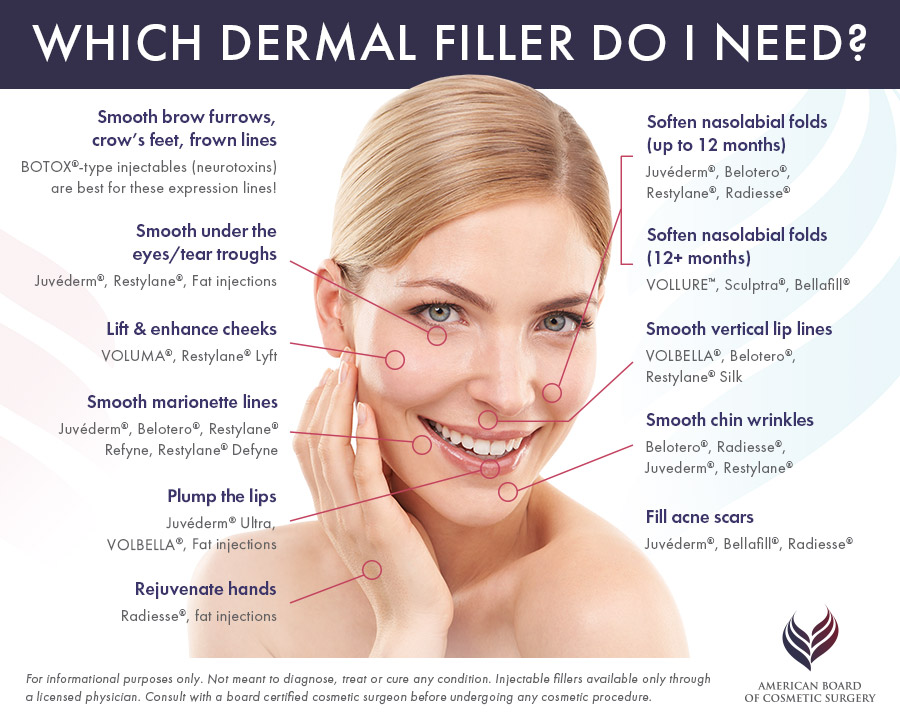 WHICH DERMAL FILLER DO I NEED?
Smooth brow furrows,
crow's feet, frown lines
BOTOX®-type injectables (neurotoxins)
are best for these expression lines!
Smooth under the
eyes/tear troughs
Juvéderm®, Restylane®, Fat injections
Lift & enhance cheeks
VOLUMA®, Restylane® Lyft
Smooth marionette lines
Juvéderm®, Belotero®, Restylane®
Refyne, Restylane® Defyne
Plump the lips
Juvéderm® Ultra,
VOLBELLA®, Fat injections
Rejuvenate hands
Radiesse®, fat injections
Soften nasolabial folds
(up to 12 months)
Juvéderm®, Belotero®,
Restylane®, Radiesse®
Soften nasolabial folds
(12+ months)
VOLLURE™, Sculptra®, Bellafill®
Smooth vertical lip lines
VOLBELLA®, Belotero®,
Restylane® Silk
Smooth chin wrinkles
Belotero®, Radiesse®,
Juvederm®, Restylane®
Fill acne scars
Juvéderm®, Bellafill®, Radiesse®
For informational purposes only. Not meant to diagnose, treat or cure any condition. Injectable fillers available only through
a licensed physician. Consult with a board certified cosmetic surgeon before undergoing any cosmetic procedure.
AMERICAN BOARD
OF COSMETIC SURGERY